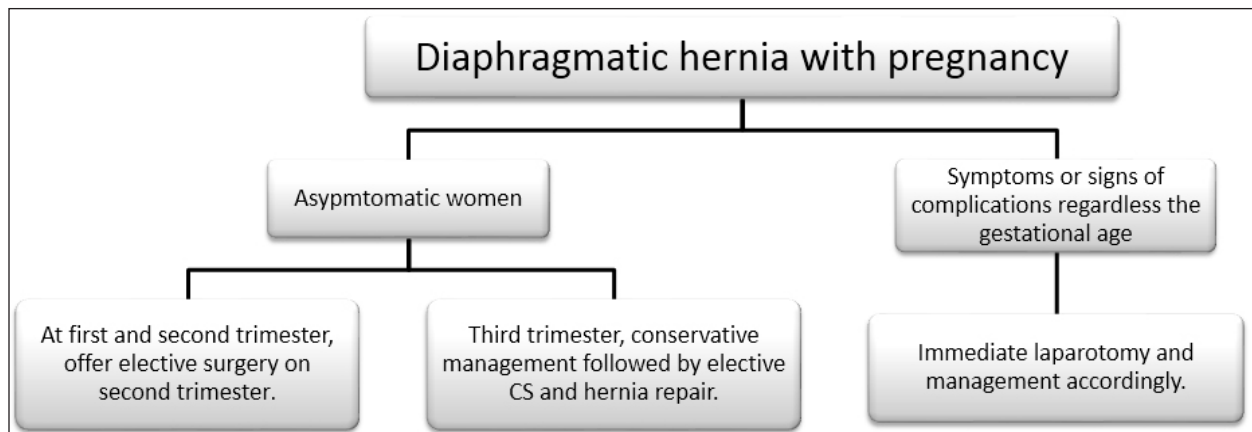 Diaphragmatic hernia with pregnancy
Asypmtomatic women
Symptoms or signs of
complications regardless the
gestational age
At first and second trimester,
offer elective surgery on
second trimester.
Third trimester, conservative
management followed by elective
CS and hernia repair.
Immediate laparotomy and
management accordingly.